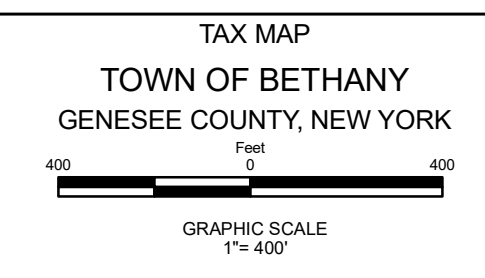 TAX MAP
TOWN OF BETHANY
GENESEE COUNTY, NEW YORK
Feet
400 0 400
GRAPHIC SCALE
1"= 400'